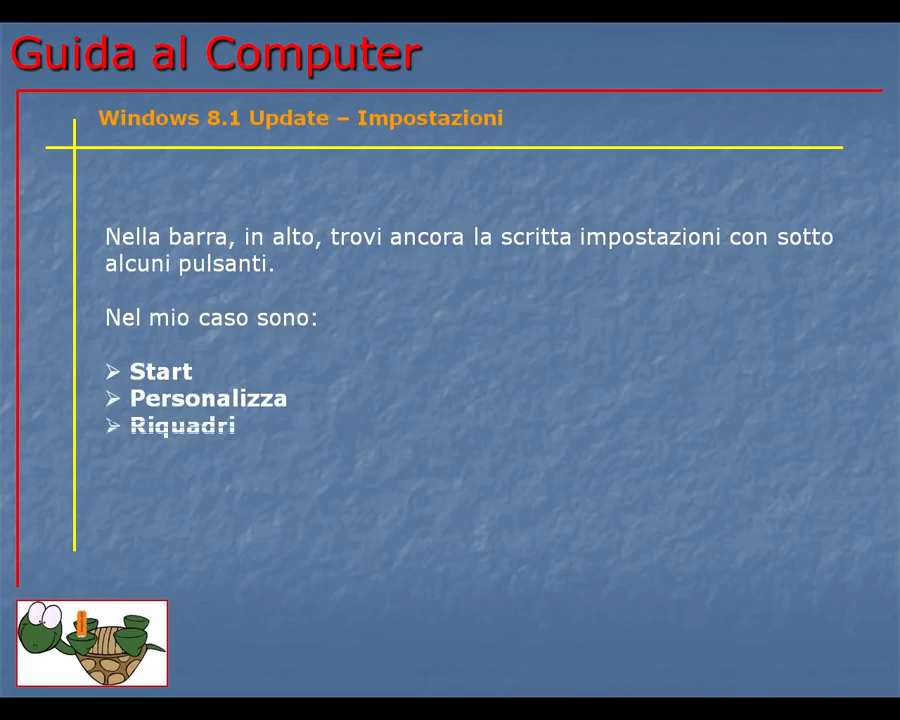 Guida al Computer
Windows 8.1 Update – Impostazioni
Nella barra, in alto, trovi ancora la scritta impostazioni con sotto
alcuni pulsanti.
Nel mio caso sono:
➢ Start
➢ Personalizza
➢ Riquadri